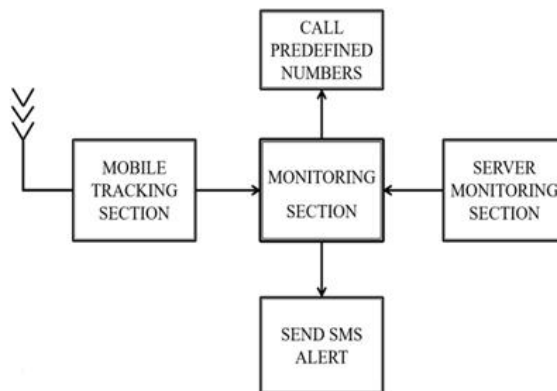 CALL
PREDEFINED
NUMBERS
MOBILE
TRACKING
SECTION
MONITORING
SECTION
SERVER
MONITORING
SECTION
SEND SMS
ALERT